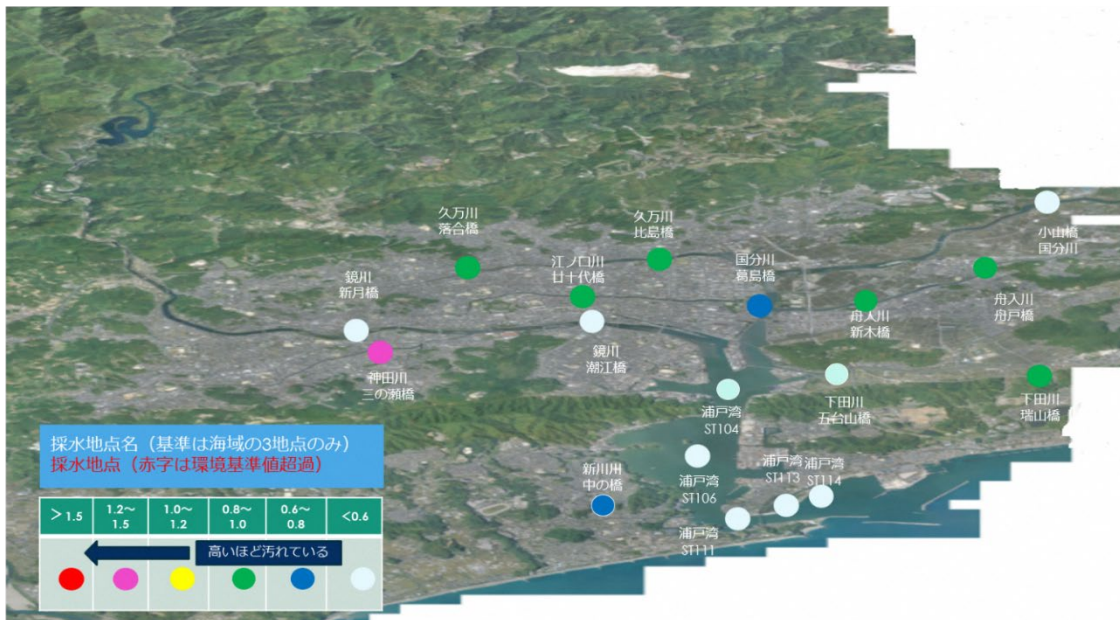 久万川
落合橋
久万川
比島橋
江ノ口川
廿十代橋
国分川
葛島橋
小山橋
国分川
鏡川
新月橋
舟入川
舟戸橋
舟入川
新木橋
神田川
三の瀬橋
鏡川
潮江橋
浦戸湾
ST104
下田川
五台山橋
下田川
瑞山橋
新川川
中の橋
浦戸湾
ST106
浦戸湾
ST113
浦戸湾
ST114
浦戸湾
ST111
採水地点名（基準は海域の3地点のみ）
採水地点（赤字は環境基準値超過）
＞1.5
1.2～
1.5
1.0～
1.2
0.8～
1.0
0.6～
0.8
<0.6
高いほど汚れている